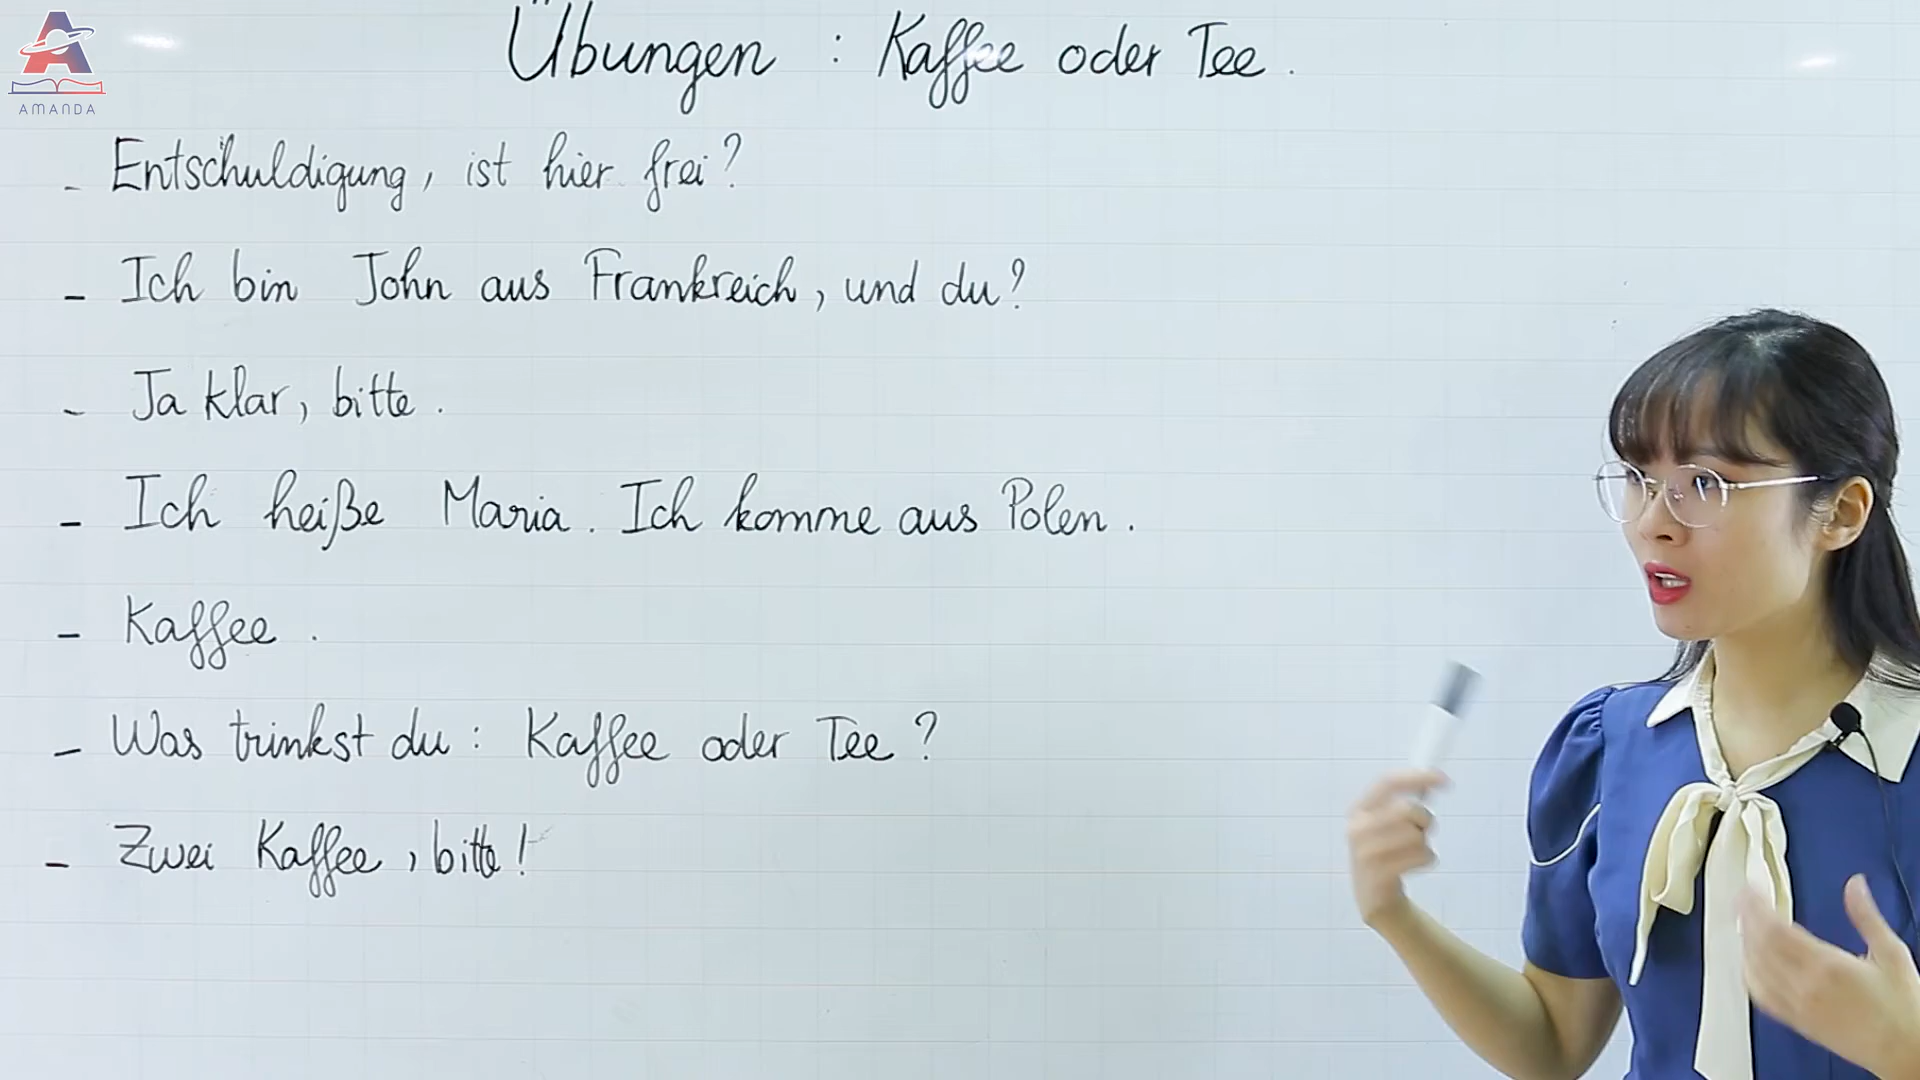 AMANDA
Übungen : Kaffee oder Tee.
- Entschuldigung, ist hier frei?
- Ich bin John aus Frankreich, und du?
- Ja klar, bitte.
- Ich heiße Maria. Ich komme aus Polen.
- Kaffee.
- Was trinkst du: Kaffee oder Tee?
- Zwei Kaffee, bitte!